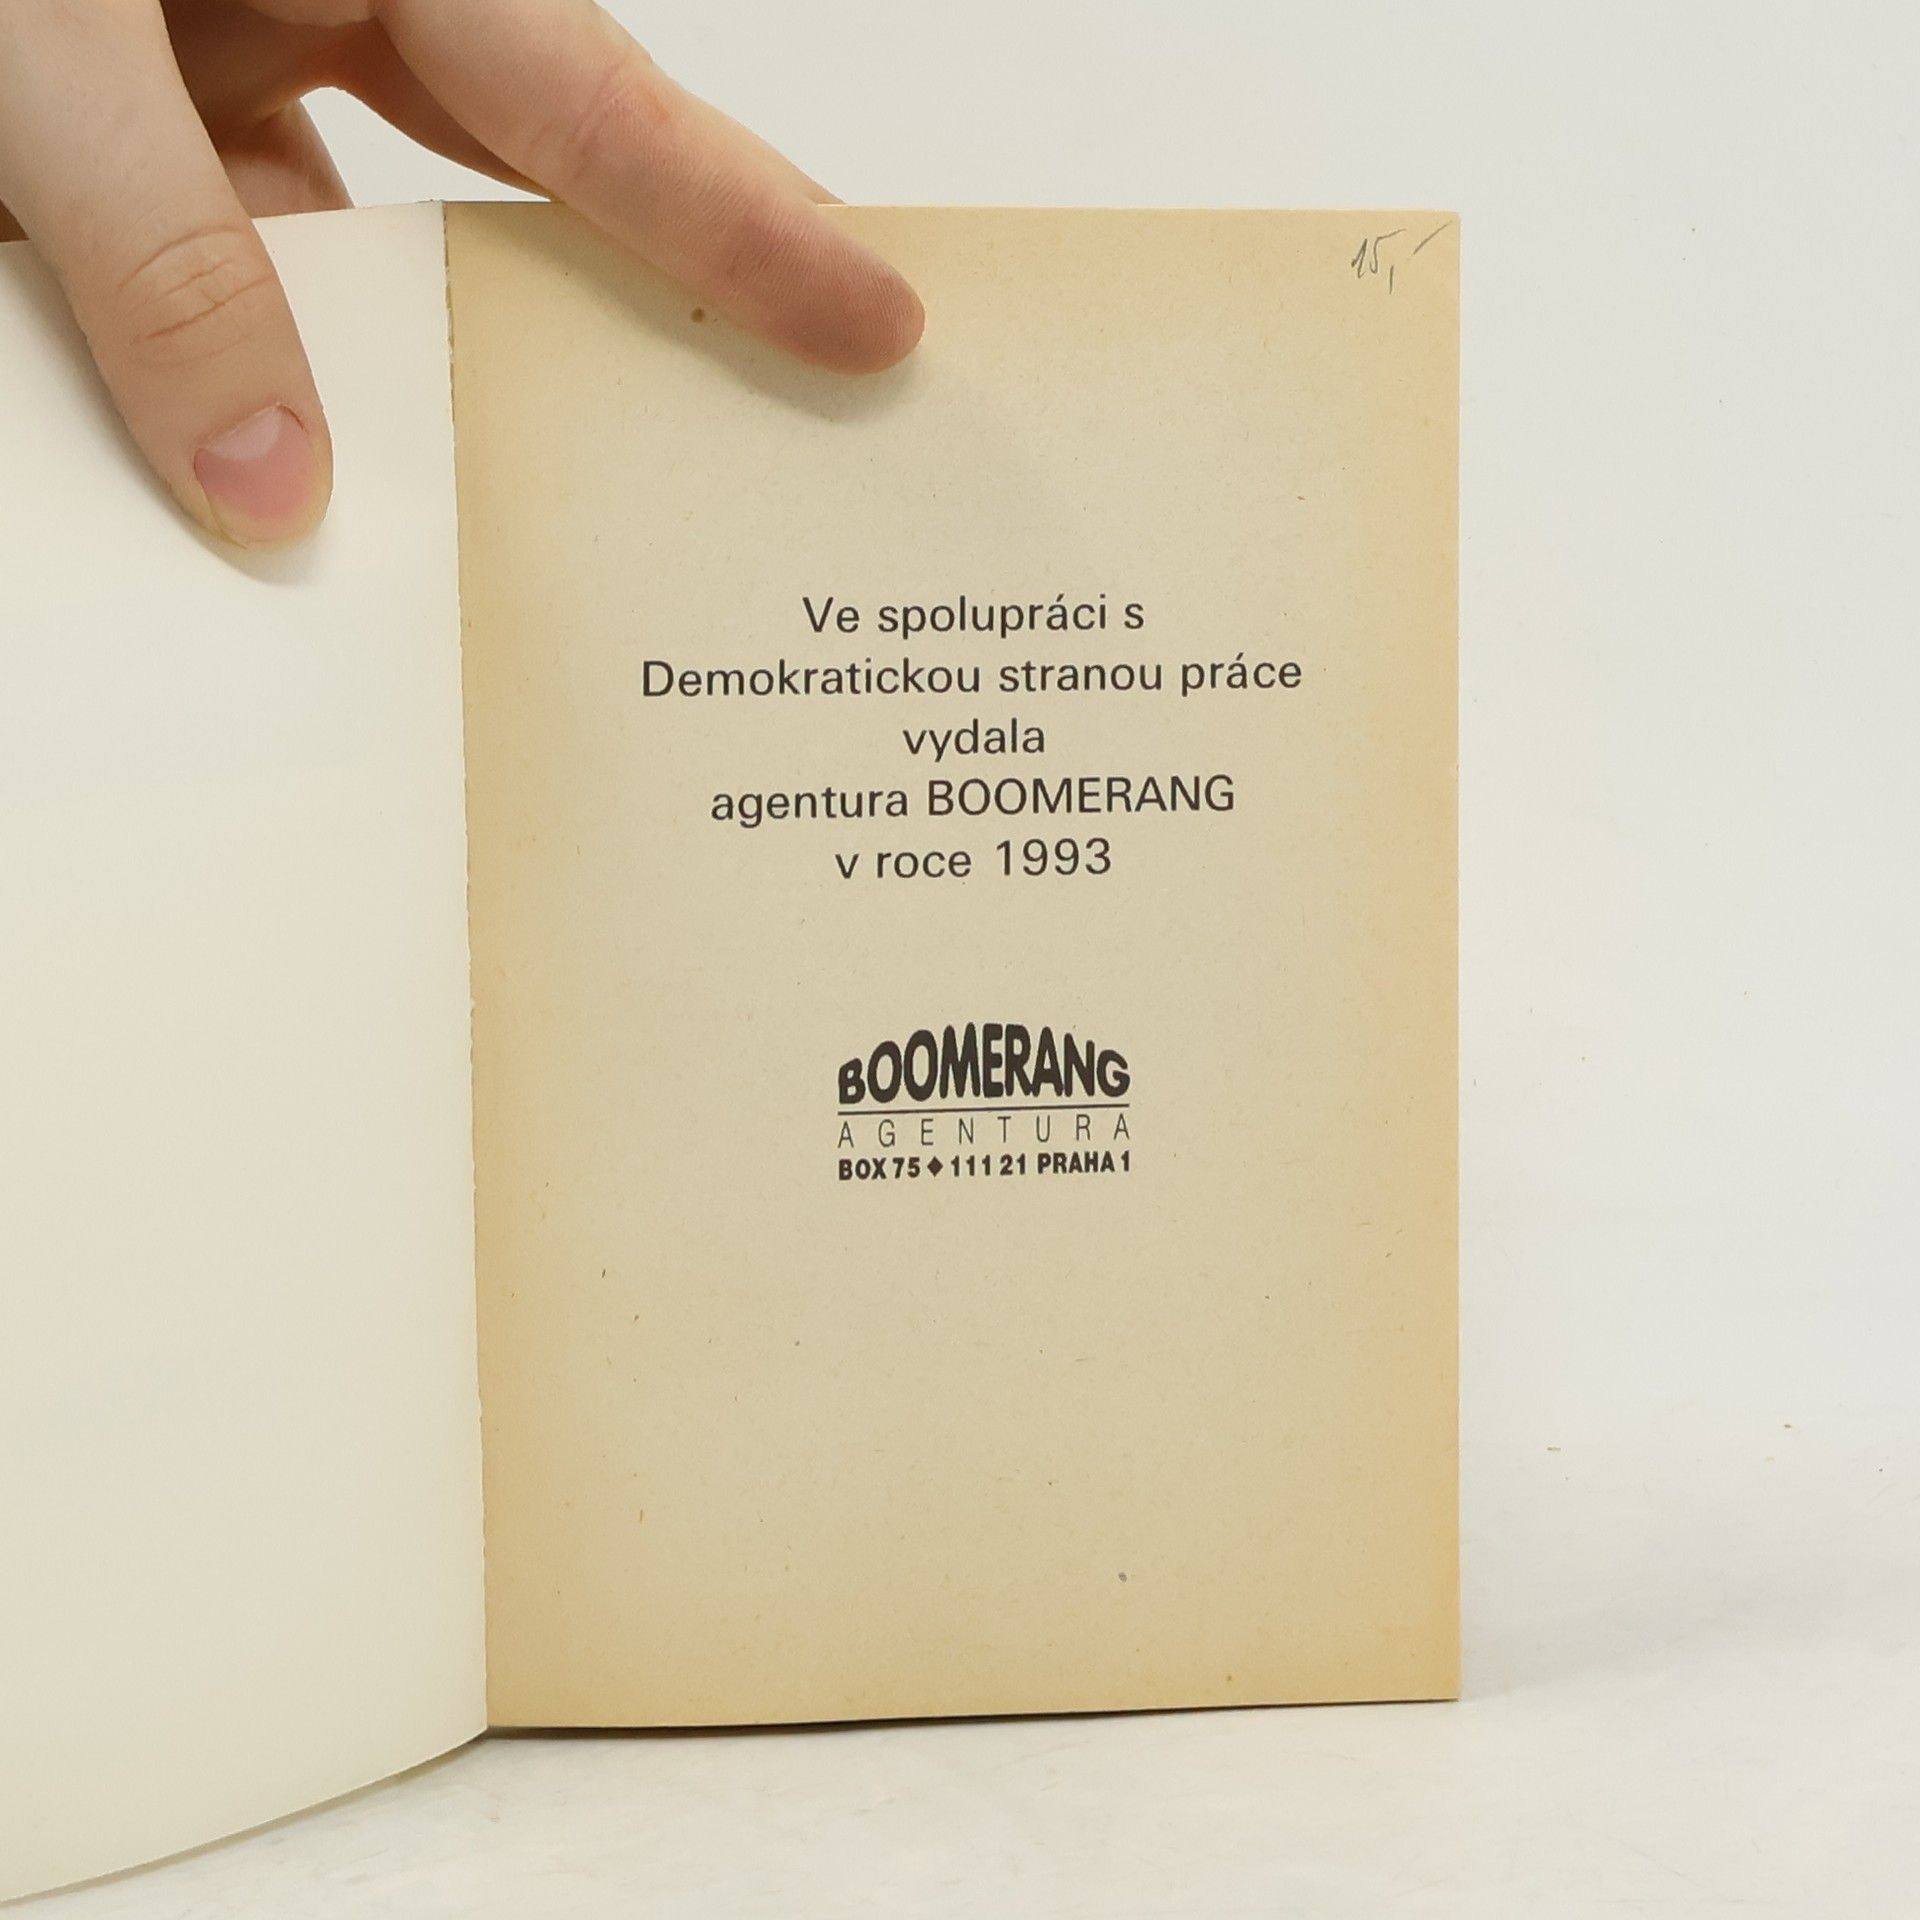 15,-
Ve spolupráci s
Demokratickou stranou práce
vydala
agentura BOOMERANG
v roce 1993
BOOMERANG
AGENTURA
BOX 75 ◆ 111 21 PRAHA 1